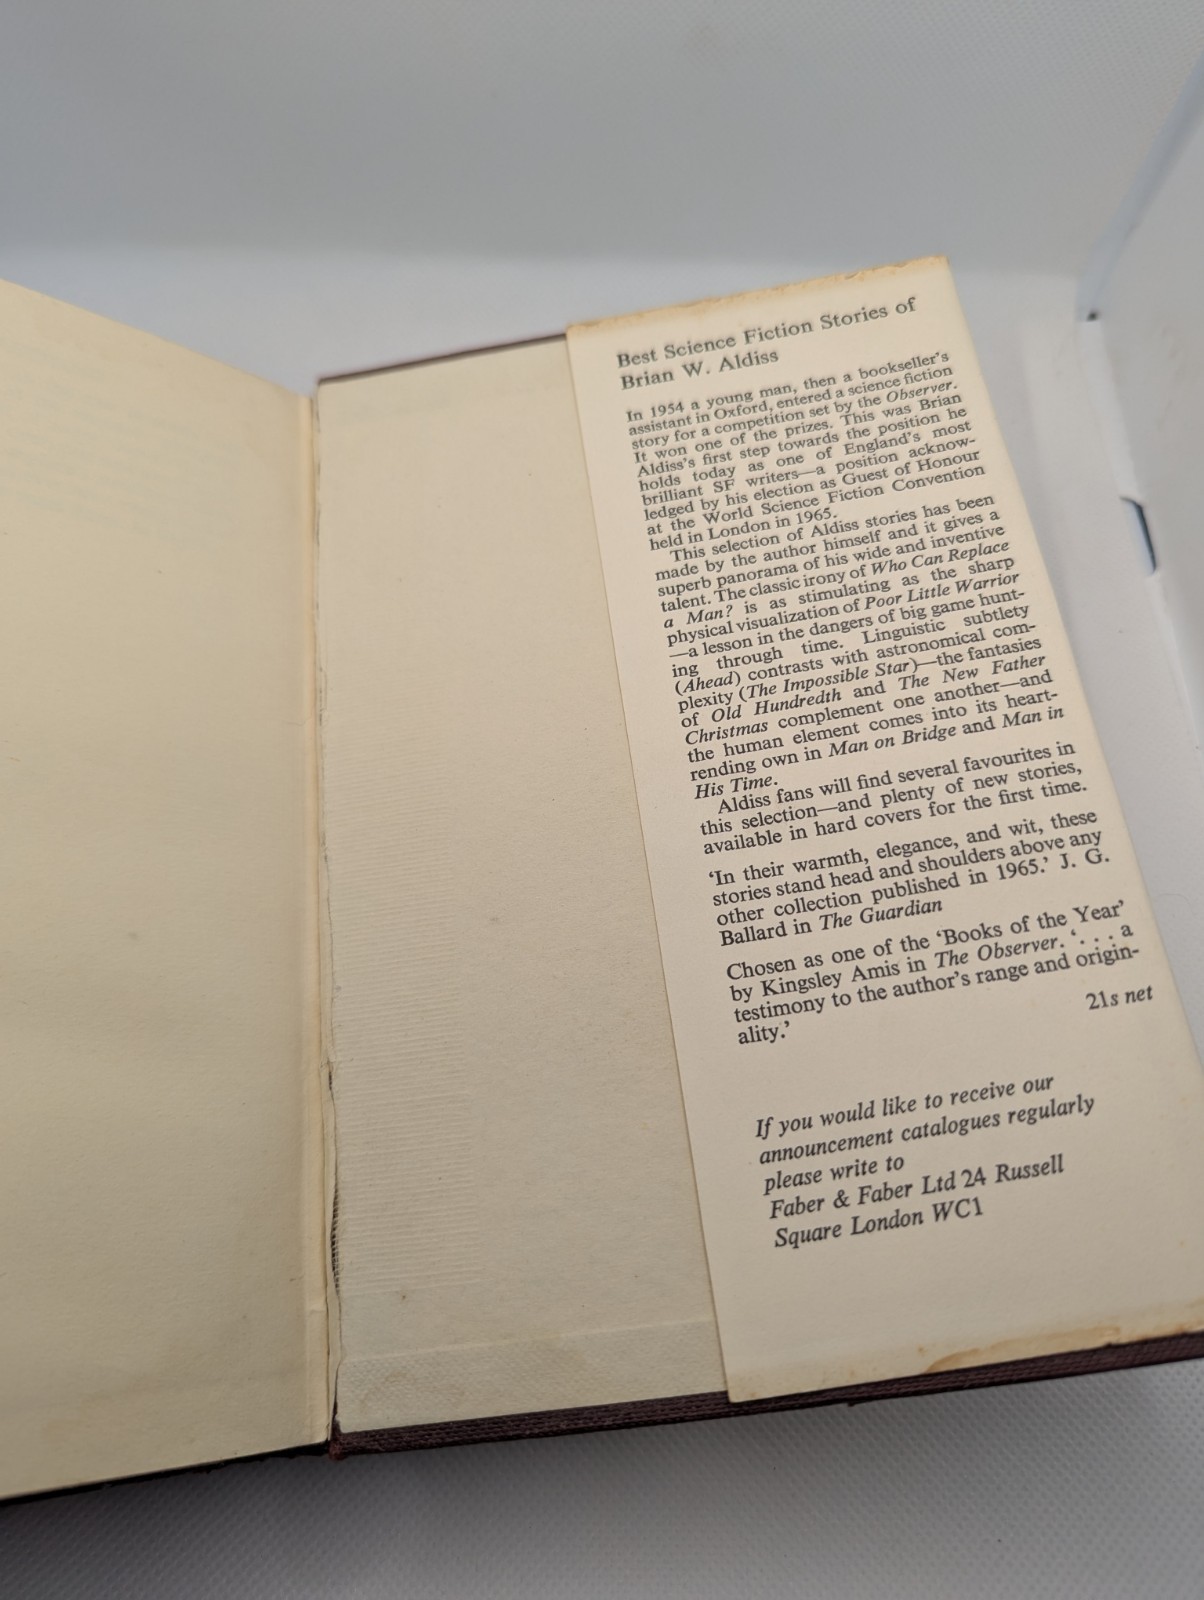 Best Science Fiction Stories of
Brian W. Aldiss
In 1954 a young man, then a bookseller's
assistant in Oxford, entered a science fiction
story for a competition set by the Observer.
It won one of the prizes. This was Brian
Aldiss's first step towards the position he
holds today as one of England's most
brilliant SF writers—a position acknow-
ledged by his election as Guest of Honour
at the World Science Fiction Convention
held in London in 1965.
This selection of Aldiss stories has been
made by the author himself and it gives a
superb panorama of his wide and inventive
talent. The classic irony of Who Can Replace
a Man? is as stimulating as the sharp
physical visualization of Poor Little Warrior
—a lesson in the dangers of big game hunt-
ing through time. Linguistic subtlety
(Ahead) contrasts with astronomical com-
plexity (The Impossible Star)—the fantasies
of Old Hundredth and The New Father
Christmas complement one another—and
the human element comes into its heart-
rending own in Man on Bridge and Man in
His Time.
Aldiss fans will find several favourites in
this selection—and plenty of new stories,
available in hard covers for the first time.
‘In their warmth, elegance, and wit, these
stories stand head and shoulders above any
other collection published in 1965.’ J. G.
Ballard in The Guardian
Chosen as one of the ‘Books of the Year’
by Kingsley Amis in The Observer. ‘. . . a
testimony to the author's range and origin-
ality.’
21s net
If you would like to receive our
announcement catalogues regularly
please write to
Faber & Faber Ltd 24 Russell
Square London WC1